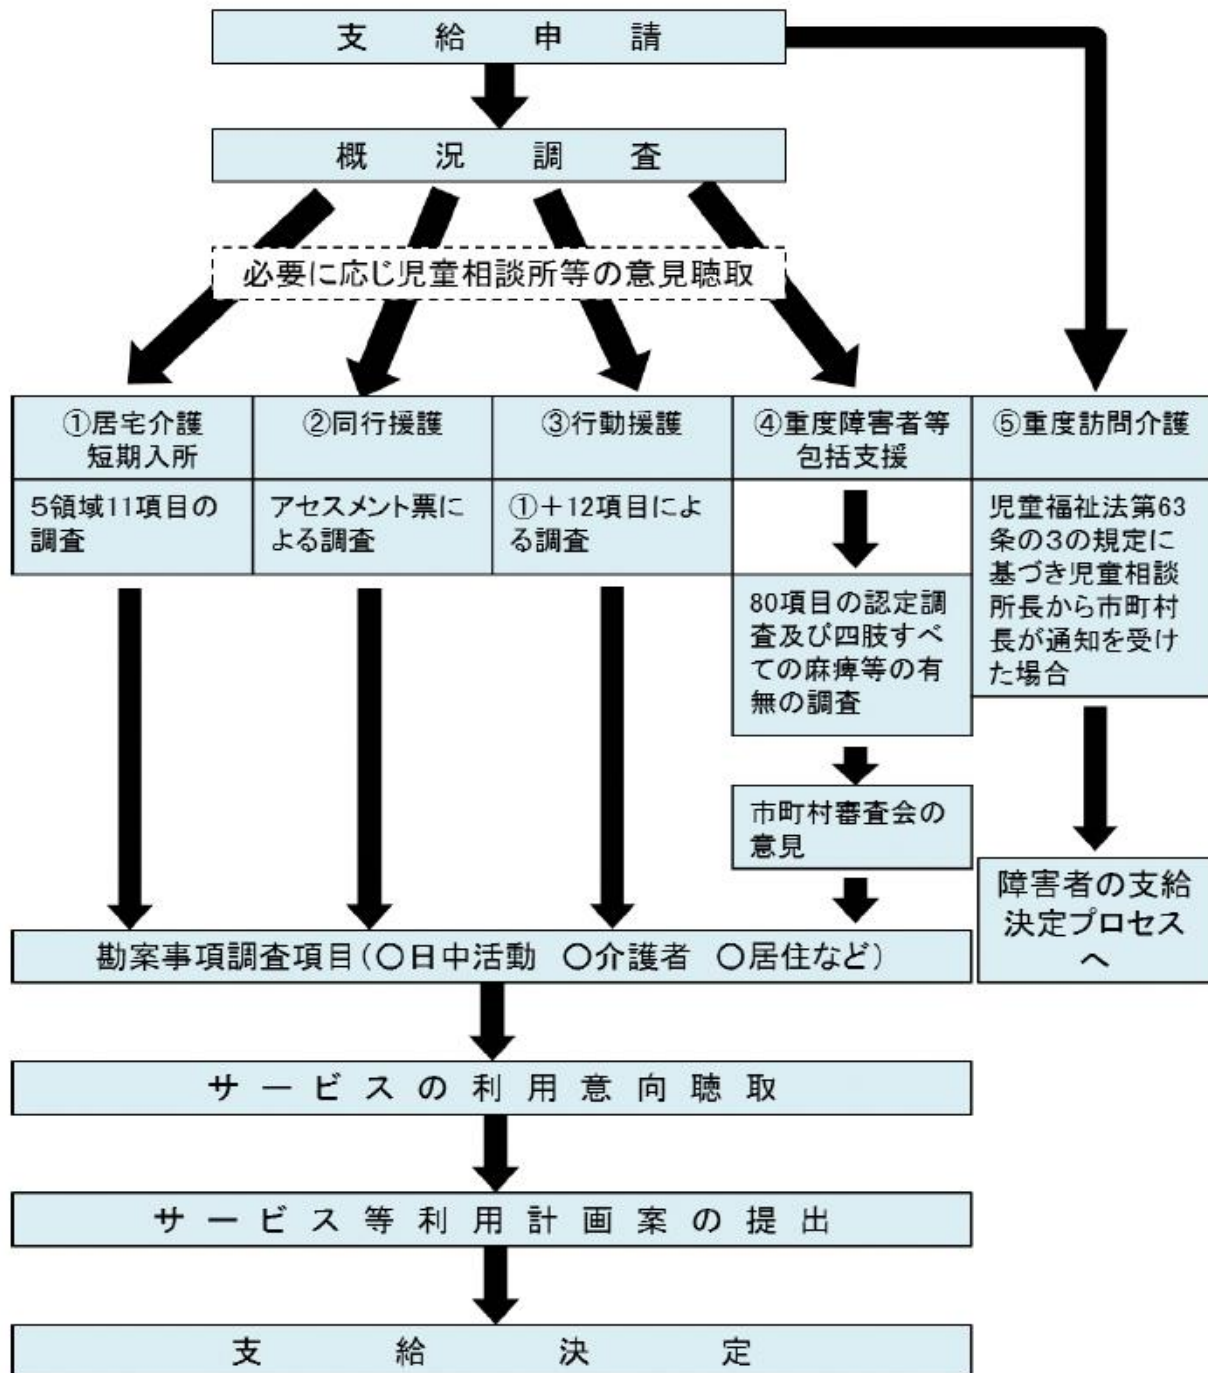 支給申請
概況調査
必要に応じ児童相談所等の意見聴取
①居宅介護
短期入所
5領域11項目の
調査
②同行援護
アセスメント票に
よる調査
③行動援護
①＋12項目によ
る調査
④重度障害者等
包括支援
80項目の認定調
査及び四肢すべ
ての麻痺等の有
無の調査
市町村審査会の
意見
⑤重度訪問介護
児童福祉法第63
条の3の規定に
基づき児童相談
所長から市町村
長が通知を受け
た場合
障害者の支給
決定プロセス
へ
勘案事項調査項目（○日中活動　○介護者　○居住など）
サービスの利用意向聴取
サービス等利用計画案の提出
支給決定